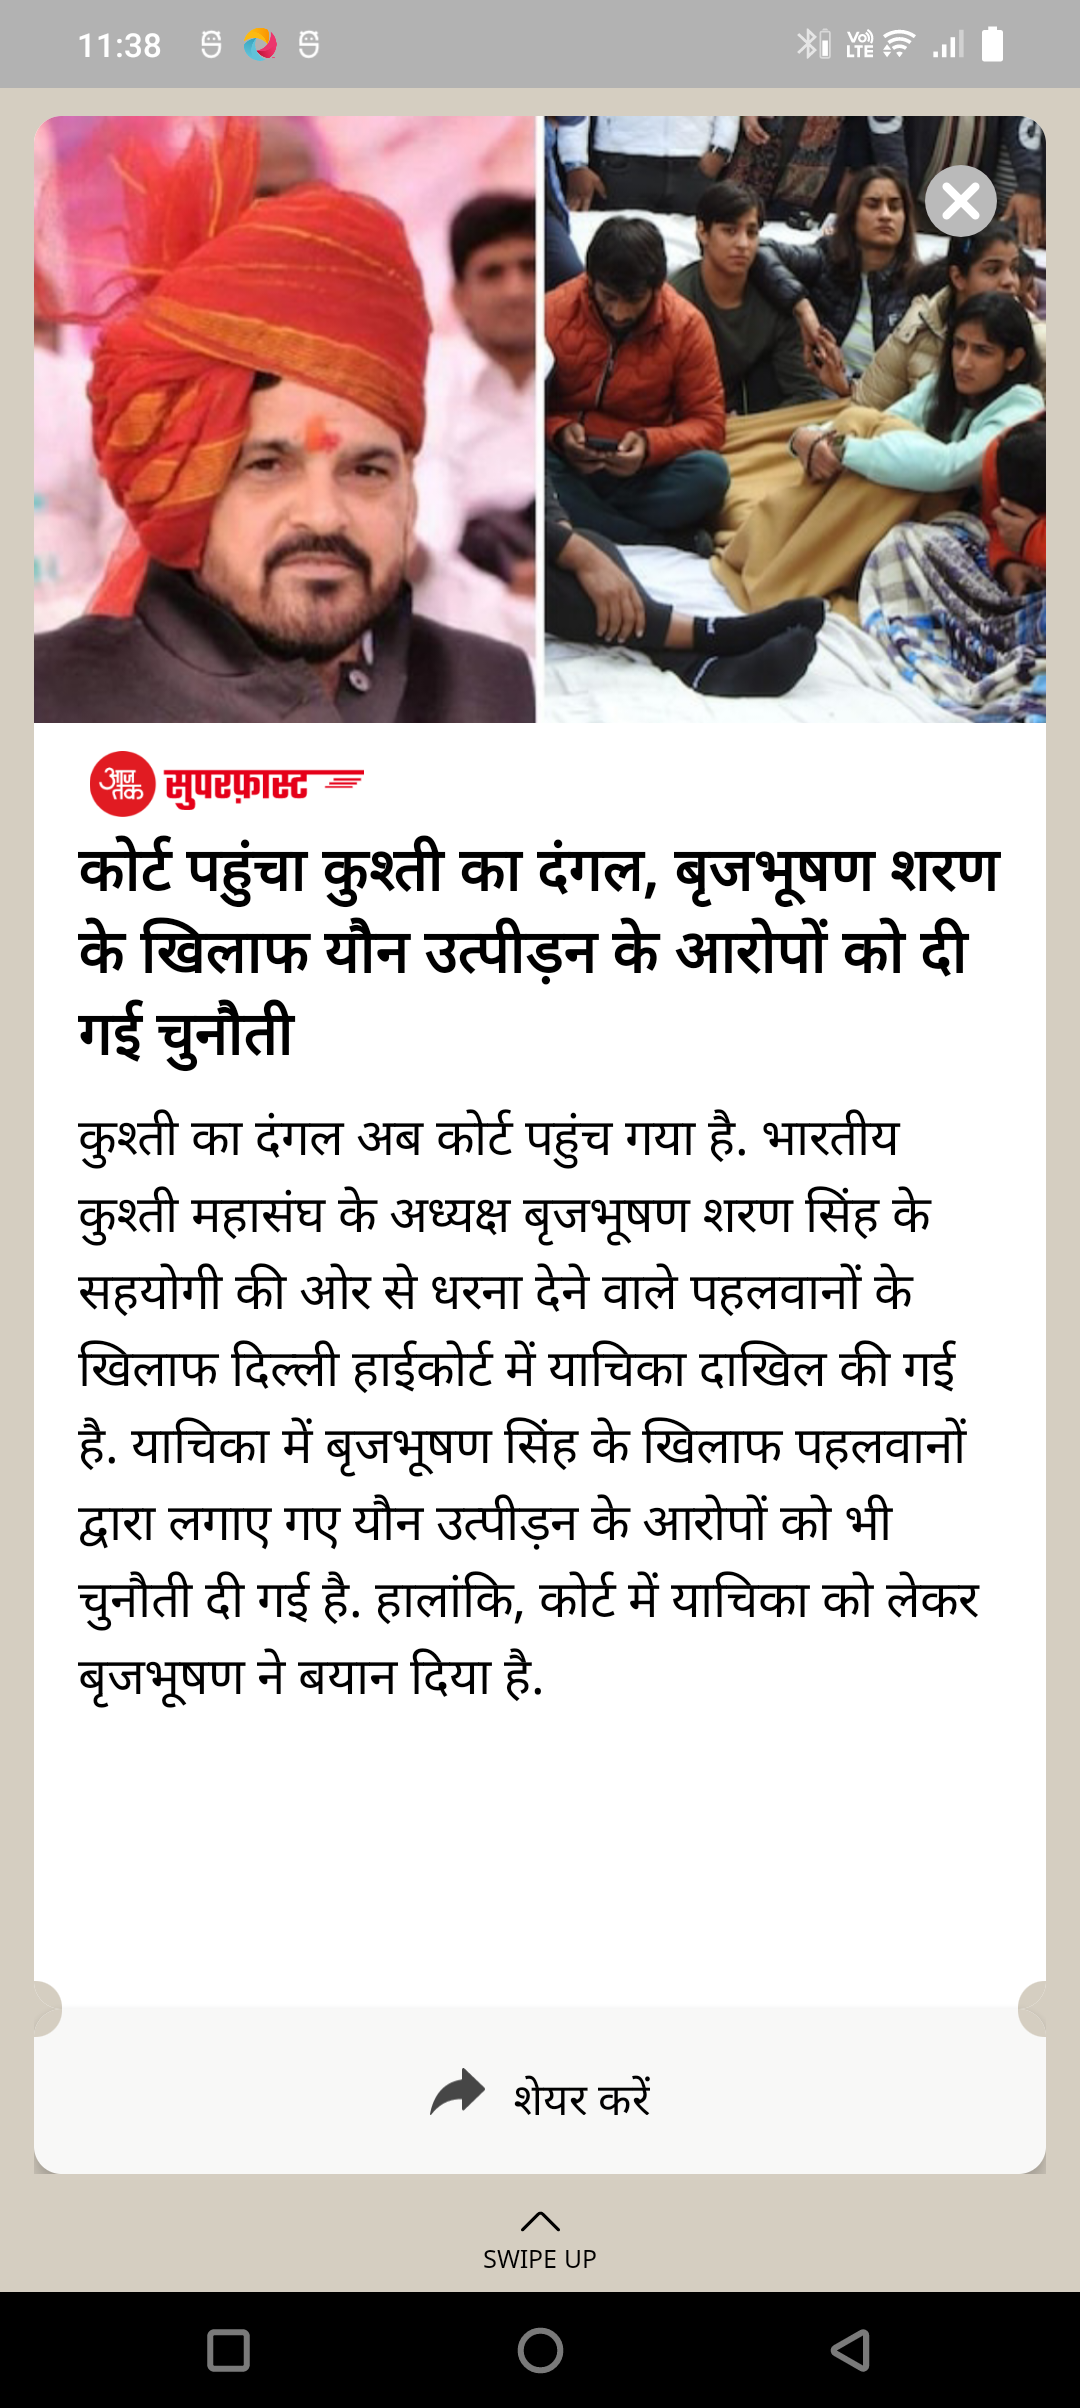 11:38
Vo) LTE
आज तक सुपरफ़ास्ट
कोर्ट पहुंचा कुश्ती का दंगल, बृजभूषण शरण
के खिलाफ यौन उत्पीड़न के आरोपों को दी
गई चुनौती
कुश्ती का दंगल अब कोर्ट पहुंच गया है. भारतीय
कुश्ती महासंघ के अध्यक्ष बृजभूषण शरण सिंह के
सहयोगी की ओर से धरना देने वाले पहलवानों के
खिलाफ दिल्ली हाईकोर्ट में याचिका दाखिल की गई
है. याचिका में बृजभूषण सिंह के खिलाफ पहलवानों
द्वारा लगाए गए यौन उत्पीड़न के आरोपों को भी
चुनौती दी गई है. हालांकि, कोर्ट में याचिका को लेकर
बृजभूषण ने बयान दिया है.
शेयर करें
SWIPE UP